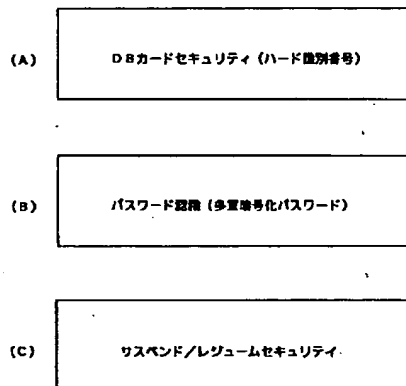 (A) DBカードセキュリティ(ハード識別番号)
(B) パスワード認識(多重暗号化パスワード)
(C) サスペンド/レジュームセキュリテイ